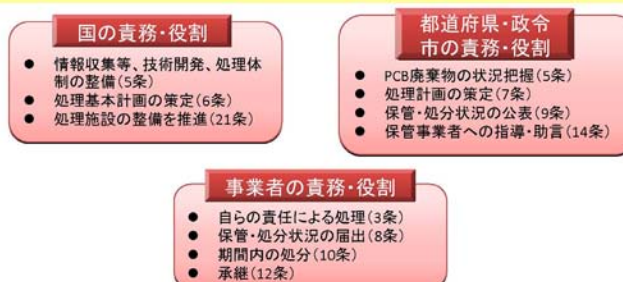 国の責務・役割
● 情報収集等、技術開発、処理体
制の整備(5条)
● 処理基本計画の策定(6条)
● 処理施設の整備を推進(21条)
都道府県・政令
市の責務・役割
● PCB廃棄物の状況把握(5条)
● 処理計画の策定(7条)
● 保管・処分状況の公表(9条)
● 保管事業者への指導・助言(14条)
事業者の責務・役割
● 自らの責任による処理(3条)
● 保管・処分状況の届出(8条)
● 期間内の処分(10条)
● 承継(12条)